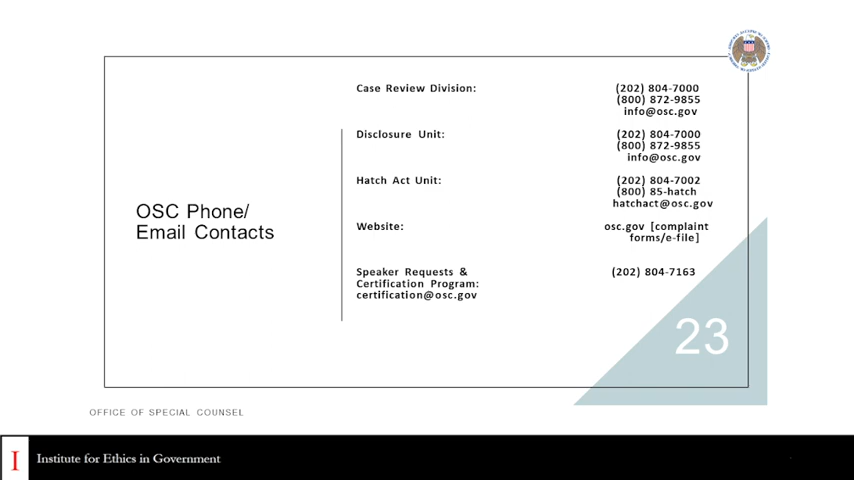 Case Review Division: (202) 804-7000
(800) 872-9855
info@osc.gov
Disclosure Unit: (202) 804-7000
(800) 872-9855
info@osc.gov
Hatch Act Unit: (202) 804-7002
(800) 85-hatch
hatchact@osc.gov
OSC Phone/
Email Contacts
Website: osc.gov [complaint
forms/e-file]
Speaker Requests & (202) 804-7163
Certification Program:
certification@osc.gov
23
OFFICE OF SPECIAL COUNSEL
I Institute for Ethics in Government